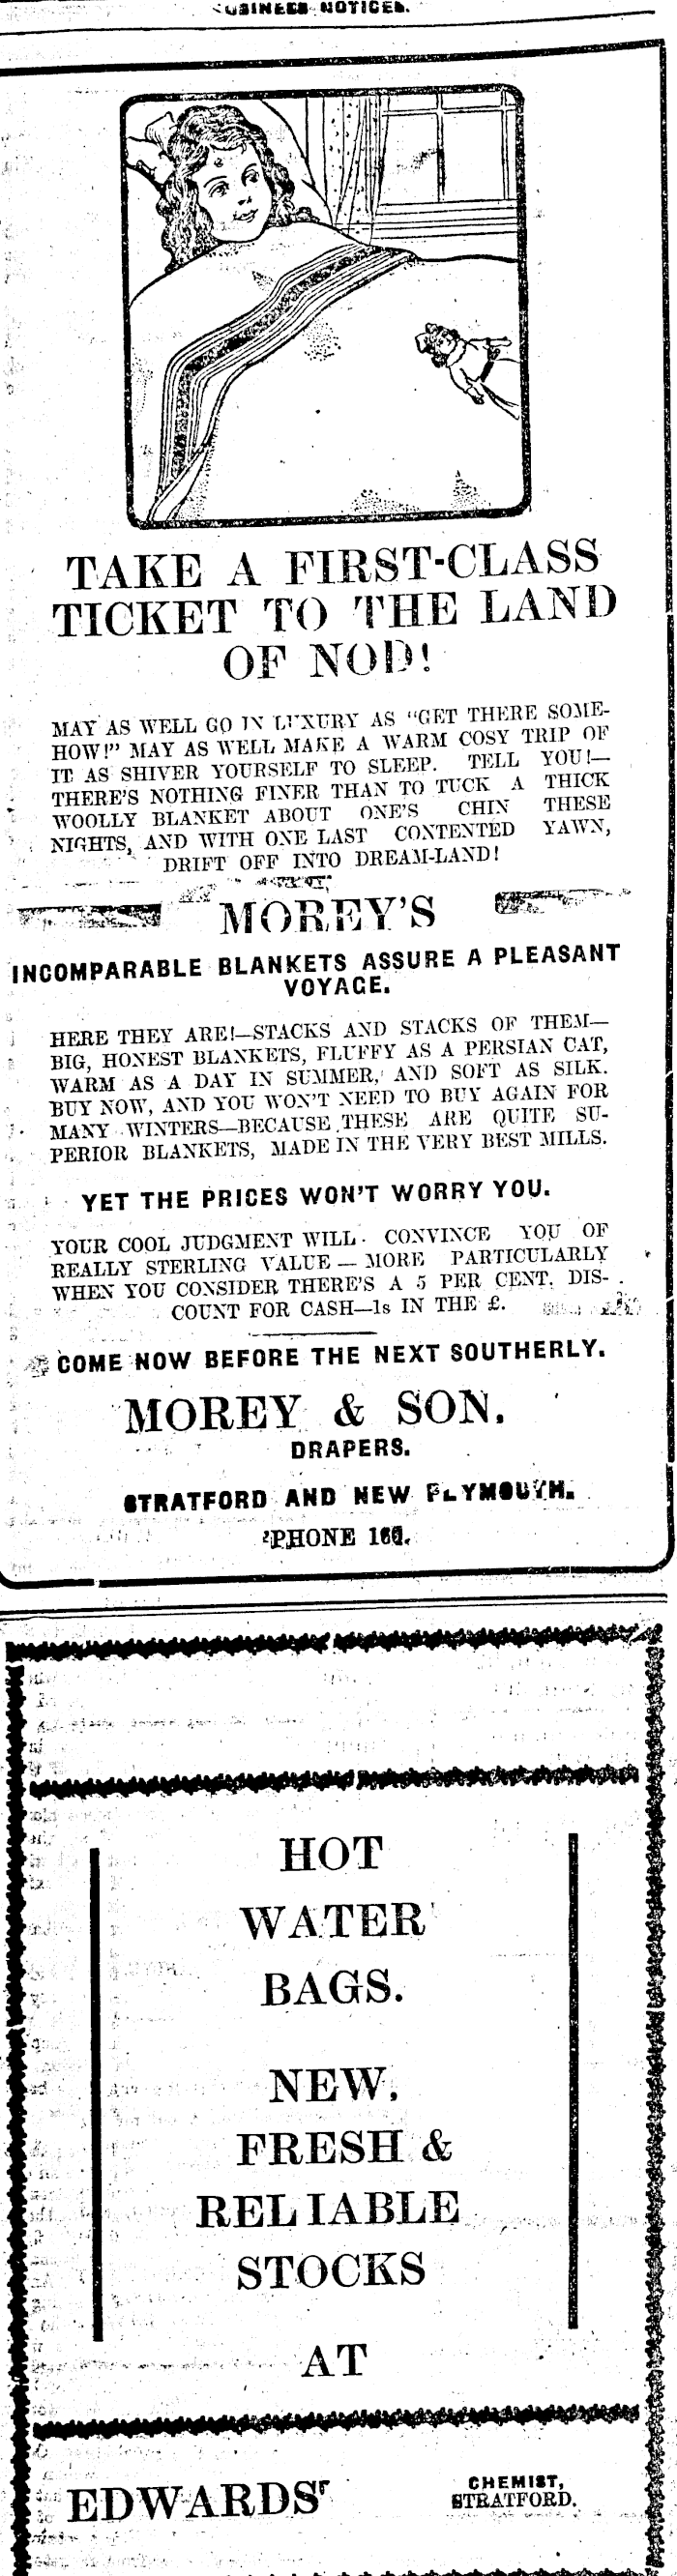 BUSINESS NOTICES.
TAKE A FIRST-CLASS
TICKET TO THE LAND
OF NOD!
MAY AS WELL GO IN LUXURY AS "GET THERE SOME-
HOW!" MAY AS WELL MAKE A WARM COSY TRIP OF
IT AS SHIVER YOURSELF TO SLEEP. TELL YOU!—
THERE'S NOTHING FINER THAN TO TUCK A THICK
WOOLLY BLANKET ABOUT ONE'S CHIN THESE
NIGHTS, AND WITH ONE LAST CONTENTED YAWN,
DRIFT OFF INTO DREAM-LAND!
MOREY'S
INCOMPARABLE BLANKETS ASSURE A PLEASANT
VOYAGE.
HERE THEY ARE!—STACKS AND STACKS OF THEM—
BIG, HONEST BLANKETS, FLUFFY AS A PERSIAN CAT,
WARM AS A DAY IN SUMMER, AND SOFT AS SILK.
BUY NOW, AND YOU WON'T NEED TO BUY AGAIN FOR
MANY WINTERS—BECAUSE THESE ARE QUITE SU-
PERIOR BLANKETS, MADE IN THE VERY BEST MILLS.
YET THE PRICES WON'T WORRY YOU.
YOUR COOL JUDGMENT WILL CONVINCE YOU OF
REALLY STERLING VALUE — MORE PARTICULARLY
WHEN YOU CONSIDER THERE'S A 5 PER CENT. DIS-
COUNT FOR CASH—1s IN THE £.
COME NOW BEFORE THE NEXT SOUTHERLY.
MOREY & SON.
DRAPERS.
STRATFORD AND NEW PLYMOUTH.
'PHONE
HOT
WATER
BAGS.
NEW,
FRESH &
RELIABLE
STOCKS
AT
EDWARDS'
CHEMIST,
STRATFORD.